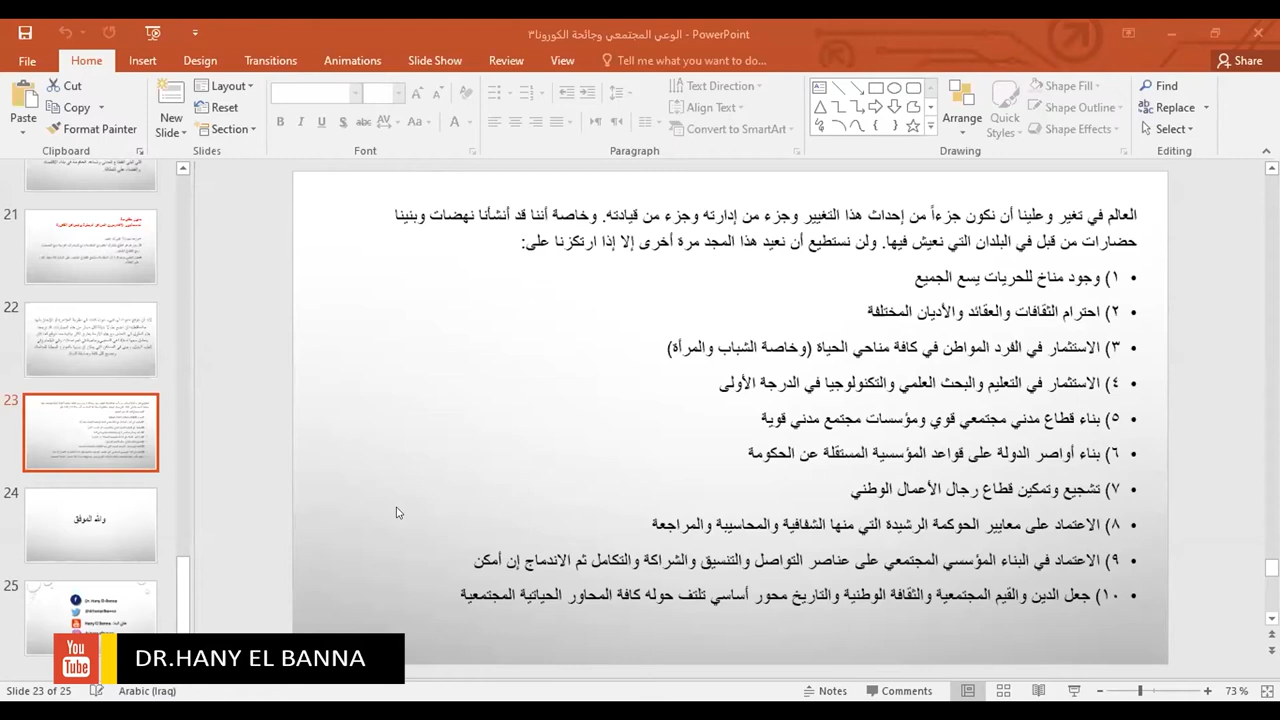 الوعي المجتمعي وجائحة الكورونا٣ - PowerPoint
File
Home
Insert
Design
Transitions
Animations
Slide Show
Review
View
Tell me what you want to do...
Share
Paste
Cut
Copy
Format Painter
Clipboard
New Slide
Layout
Reset
Section
Slides
Font
Text Direction
Align Text
Convert to SmartArt
Paragraph
Arrange
Quick Styles
Shape Fill
Shape Outline
Shape Effects
Drawing
Find
Replace
Select
Editing
21
22
23
24
والله الموفق
25
Dr. Hany El-Banna
العالم في تغير وعلينا أن نكون جزءاً من إحداث هذا التغيير وجزء من إدارته وجزء من قيادته. وخاصة أننا قد أنشأنا نهضات وبنينا
حضارات من قبل في البلدان التي نعيش فيها. ولن نستطيع أن نعيد هذا المجد مرة أخرى إلا إذا ارتكزنا على:
• ١) وجود مناخ للحريات يسع الجميع
• ٢) احترام الثقافات والعقائد والأديان المختلفة
• ٣) الاستثمار في الفرد المواطن في كافة مناحي الحياة (وخاصة الشباب والمرأة)
• ٤) الاستثمار في التعليم والبحث العلمي والتكنولوجيا في الدرجة الأولى
• ٥) بناء قطاع مدني مجتمعي قوي ومؤسسات مجتمع مدني قوية
• ٦) بناء أواصر الدولة على قواعد المؤسسية المستقلة عن الحكومة
• ٧) تشجيع وتمكين قطاع رجال الأعمال الوطني
• ٨) الاعتماد على معايير الحوكمة الرشيدة التي منها الشفافية والمحاسبية والمراجعة
• ٩) الاعتماد في البناء المؤسسي المجتمعي على عناصر التواصل والتنسيق والشراكة والتكامل ثم الاندماج إن أمكن
• ١٠) جعل الدين والقيم المجتمعية والثقافة الوطنية والتاريخ محور أساسي تلتف حوله كافة المحاور الحياتية المجتمعية
You Tube
DR.HANY EL BANNA
Slide 23 of 25
Arabic (Iraq)
Notes
Comments
73 %